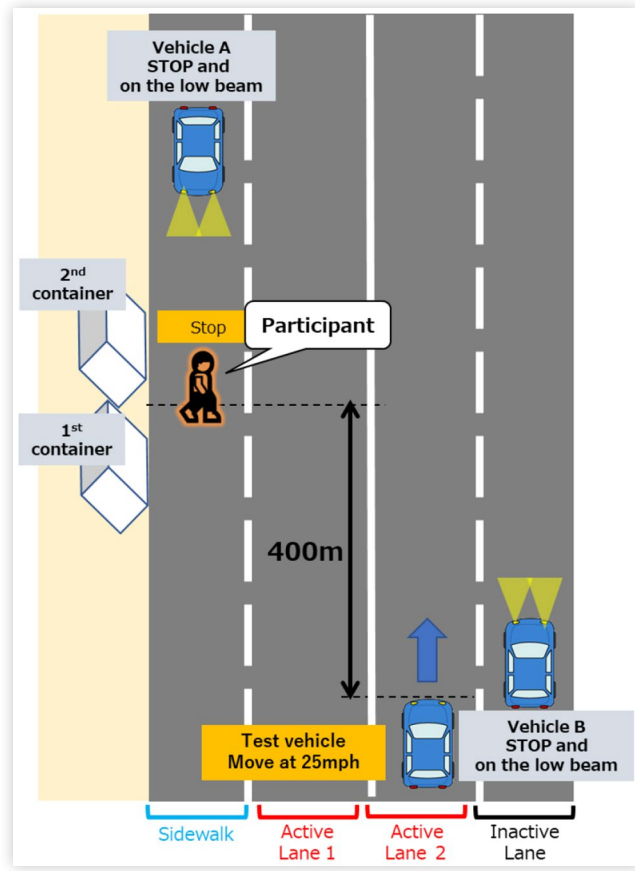 Vehicle A
STOP and
on the low beam
2nd
container
Stop
Participant
1st
container
400m
Test vehicle
Move at 25mph
Vehicle B
STOP and
on the low beam
Sidewalk
Active
Lane 1
Active
Lane 2
Inactive
Lane